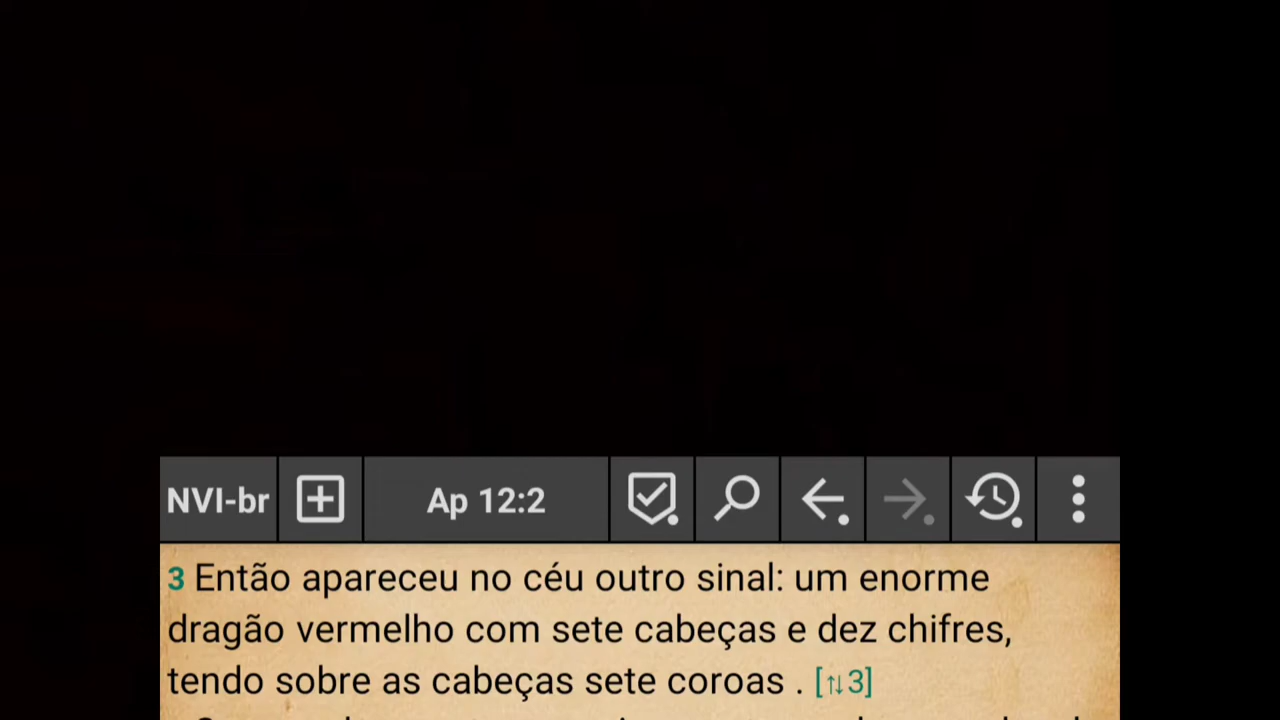 NVI-br Ap 12:2
3 Então apareceu no céu outro sinal: um enorme
dragão vermelho com sete cabeças e dez chifres,
tendo sobre as cabeças sete coroas . [⇅3]